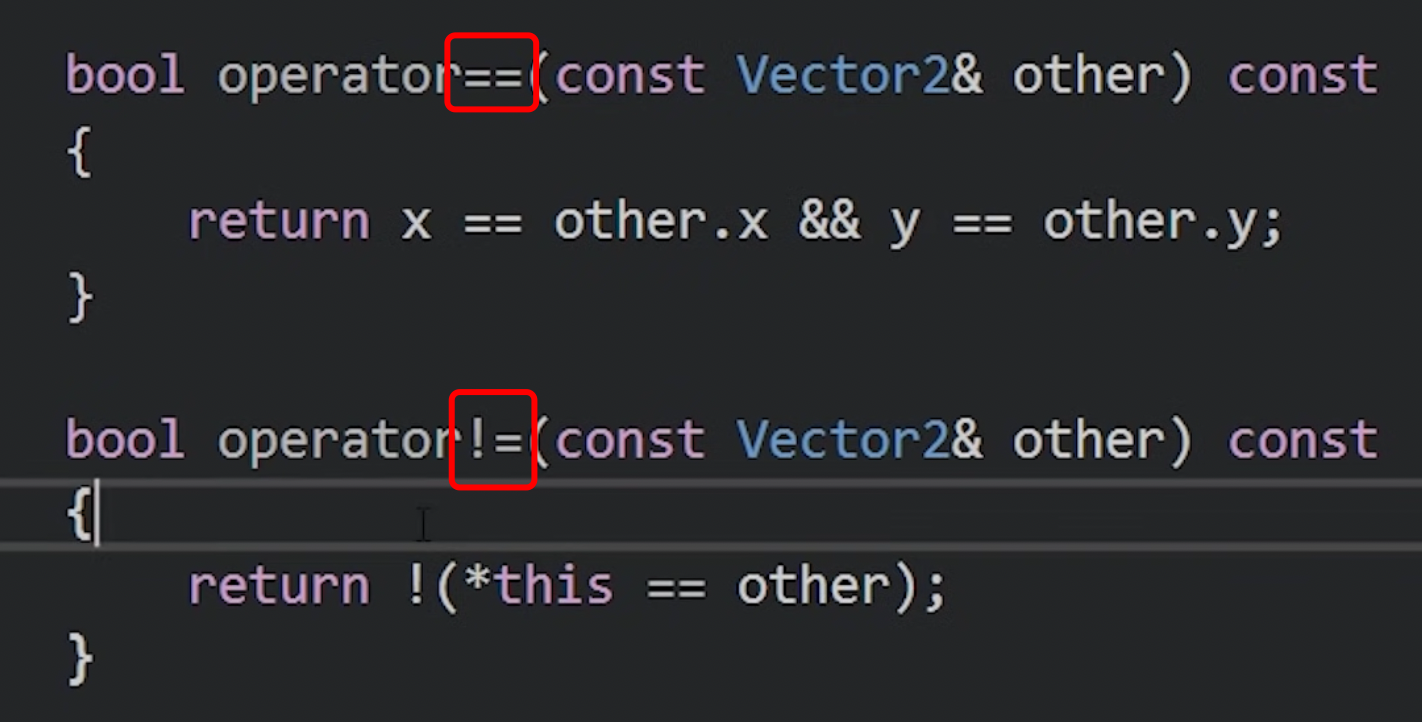 bool operator==(const Vector2& other) const
{
return x == other.x && y == other.y;
}
bool operator!=(const Vector2& other) const
{
return !(*this == other);
}